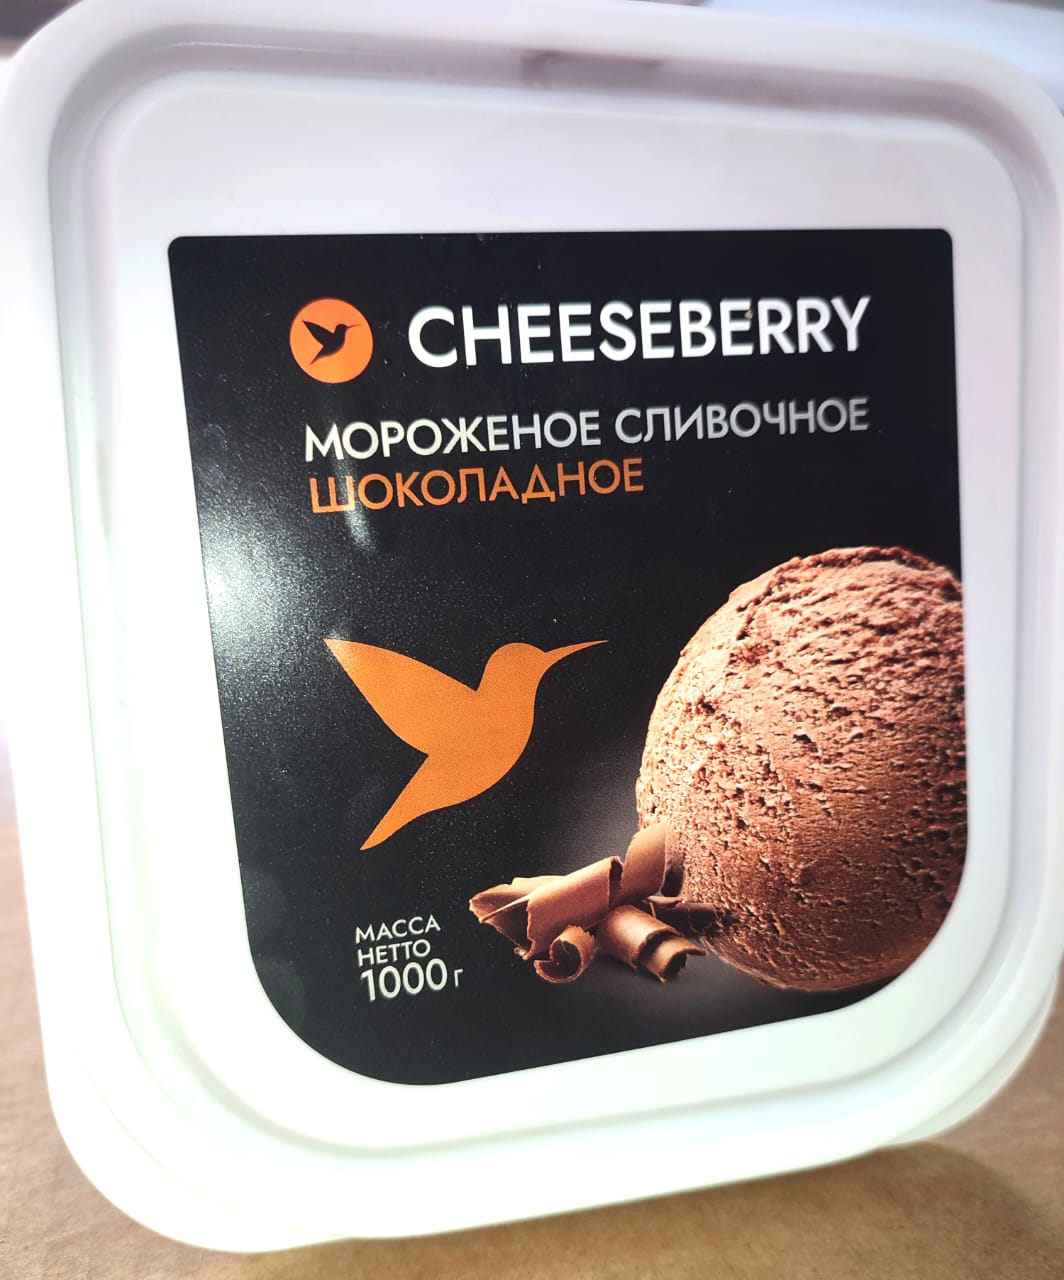 CHEESEBERRY
МОРОЖЕНОЕ СЛИВОЧНОЕ
ШОКОЛАДНОЕ
МАССА
НЕТТО
1000 г